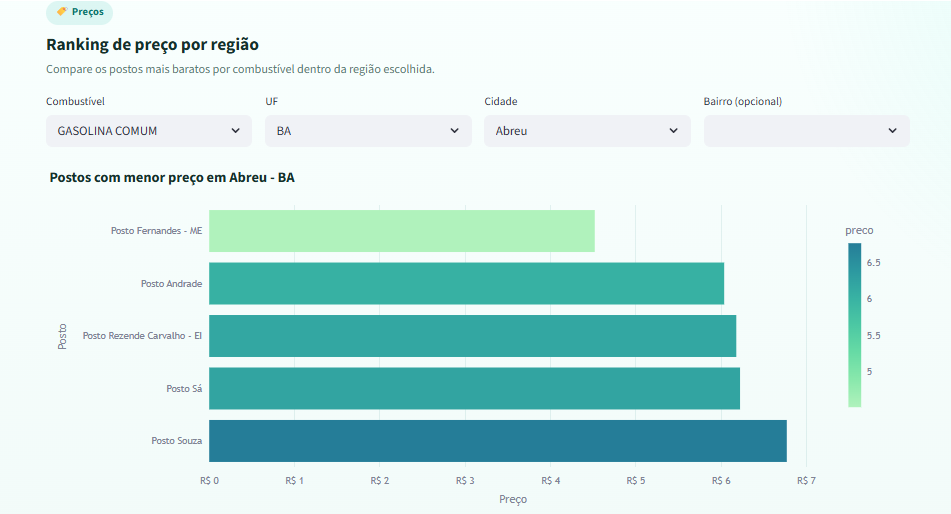 Preços
Ranking de preço por região
Compare os postos mais baratos por combustível dentro da região escolhida.
Combustível
UF
Cidade
Bairro (opcional)
GASOLINA COMUM
BA
Abreu
Postos com menor preço em Abreu - BA
Posto Fernandes - ME
Posto Andrade
Posto Rezende Carvalho - EI
Posto Sá
Posto Souza
Posto
R$ 0
R$ 1
R$ 2
R$ 3
R$ 4
R$ 5
R$ 6
R$ 7
Preço
preco
6.5
6
5.5
5